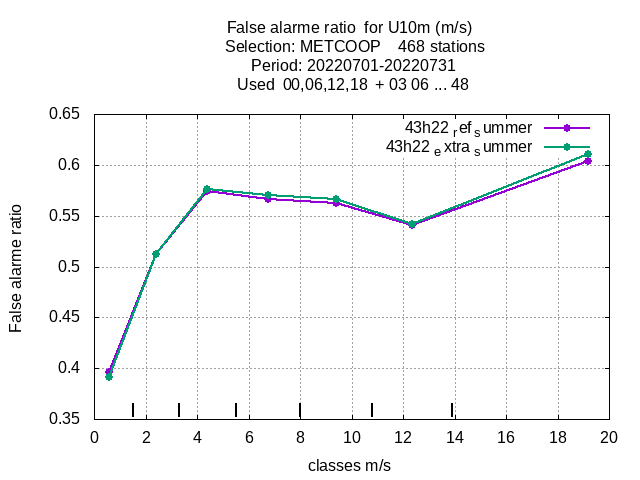 False alarme ratio  for U10m (m/s)
Selection: METCOOP    468 stations
Period: 20220701-20220731
Used  00,06,12,18  + 03 06 ... 48
0.65
0.6
0.55
0.5
0.45
0.4
0.35
False alarme ratio
43h22 ref summer
43h22 extra summer
0 2 4 6 8 10 12 14 16 18 20
classes m/s